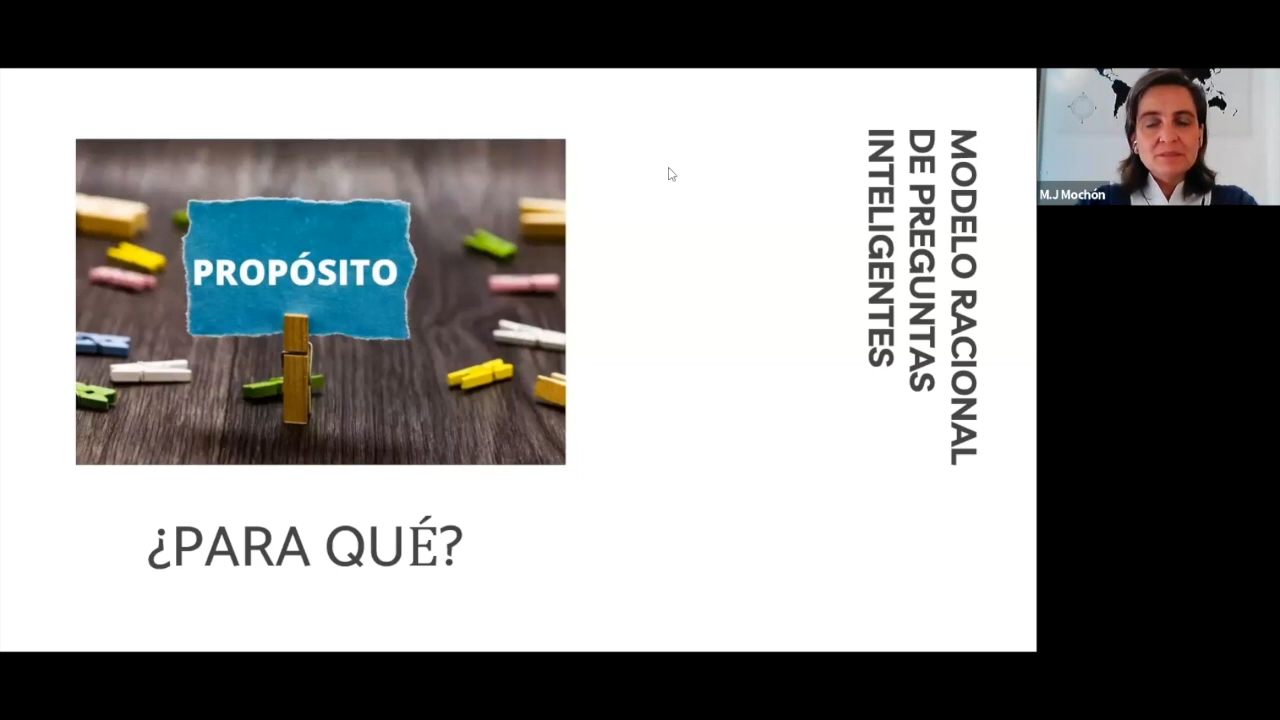 PROPÓSITO
¿PARA QUÉ?
MODELO RACIONAL
DE PREGUNTAS
INTELIGENTES
M.J Mochón